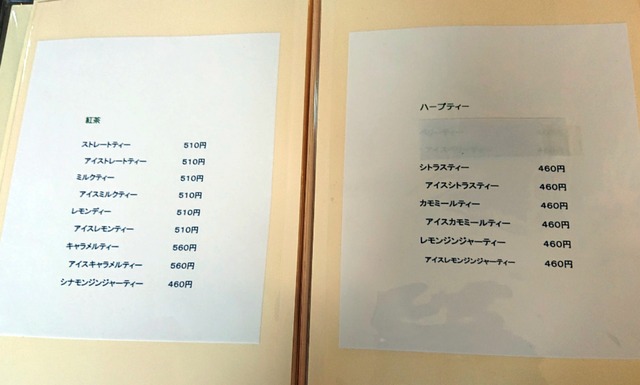 紅茶
ストレートティー 510円
アイストレートティー 510円
ミルクティー 510円
アイスミルクティー 510円
レモンディー 510円
アイスレモンティー 510円
キャラメルティー 560円
アイスキャラメルティー 560円
シナモンジンジャーティー 460円
ハーブティー
シトラスティー 460円
アイスシトラスティー 460円
カモミールティー 460円
アイスカモミールティー 460円
レモンジンジャーティー 460円
アイスレモンジンジャーティー 460円